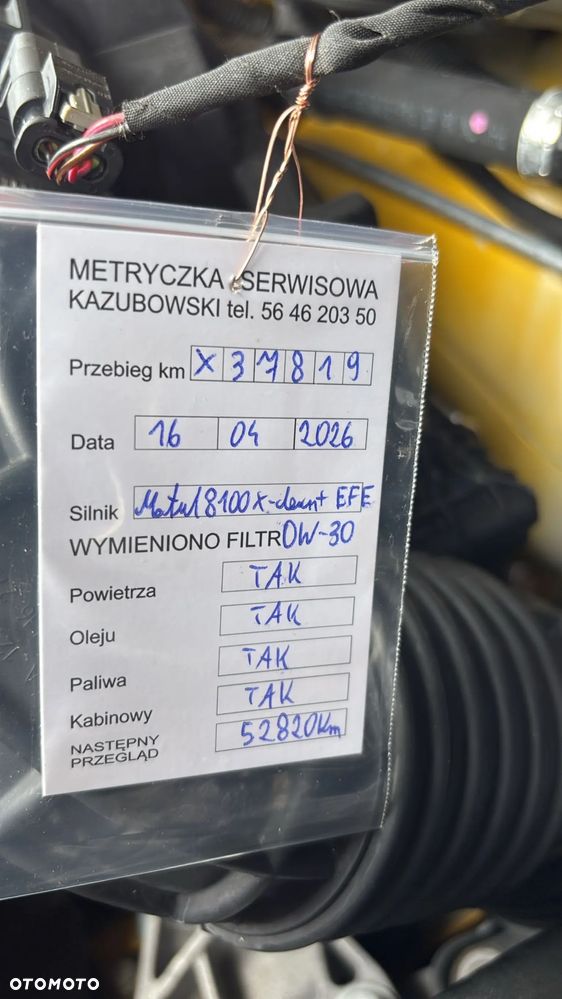 METRYCZKA SERWISOWA
KAZUBOWSKI tel. 56 46 203 50
Przebieg km X 3 7 8 1 9
Data 16 04 2026
Silnik Motul 8100 X-clean+ EFE
WYMIENIONO FILTR 0W-30
Powietrza TAK
Oleju TAK
Paliwa TAK
Kabinowy TAK
NASTĘPNY
PRZEGLĄD 52820Km
OTOMOTO